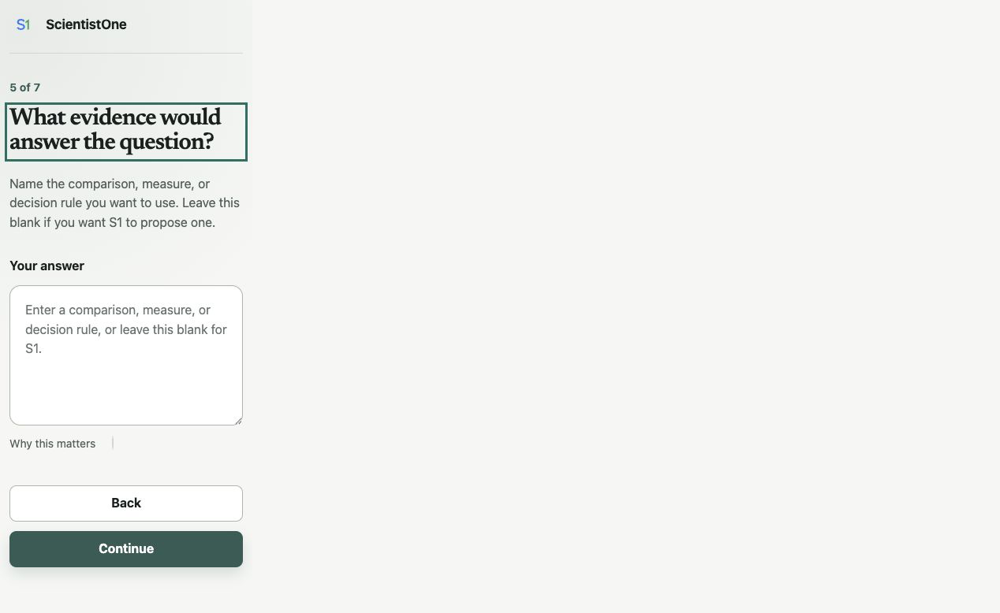 S1 ScientistOne
5 of 7
What evidence would
answer the question?
Name the comparison, measure, or
decision rule you want to use. Leave this
blank if you want S1 to propose one.
Your answer
Enter a comparison, measure, or
decision rule, or leave this blank for
S1.
Why this matters
Back
Continue